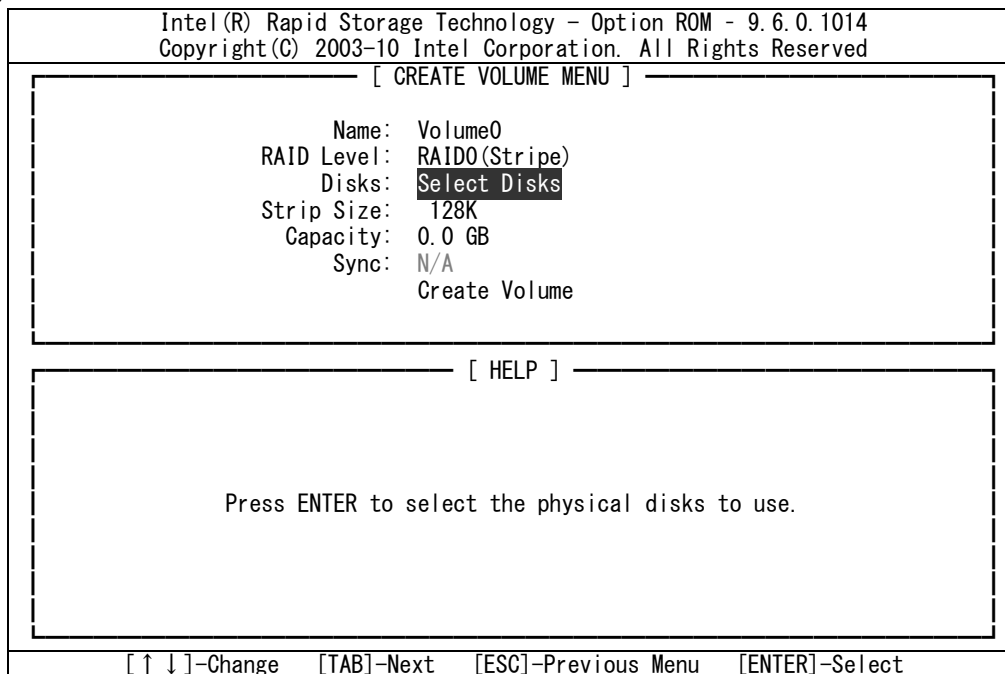 Intel(R) Rapid Storage Technology - Option ROM - 9.6.0.1014
Copyright(C) 2003-10 Intel Corporation. All Rights Reserved
[ CREATE VOLUME MENU ]
Name: Volume0
RAID Level: RAID0(Stripe)
Disks: Select Disks
Strip Size: 128K
Capacity: 0.0 GB
Sync: N/A
Create Volume
[ HELP ]
Press ENTER to select the physical disks to use.
[↑↓]-Change [TAB]-Next [ESC]-Previous Menu [ENTER]-Select